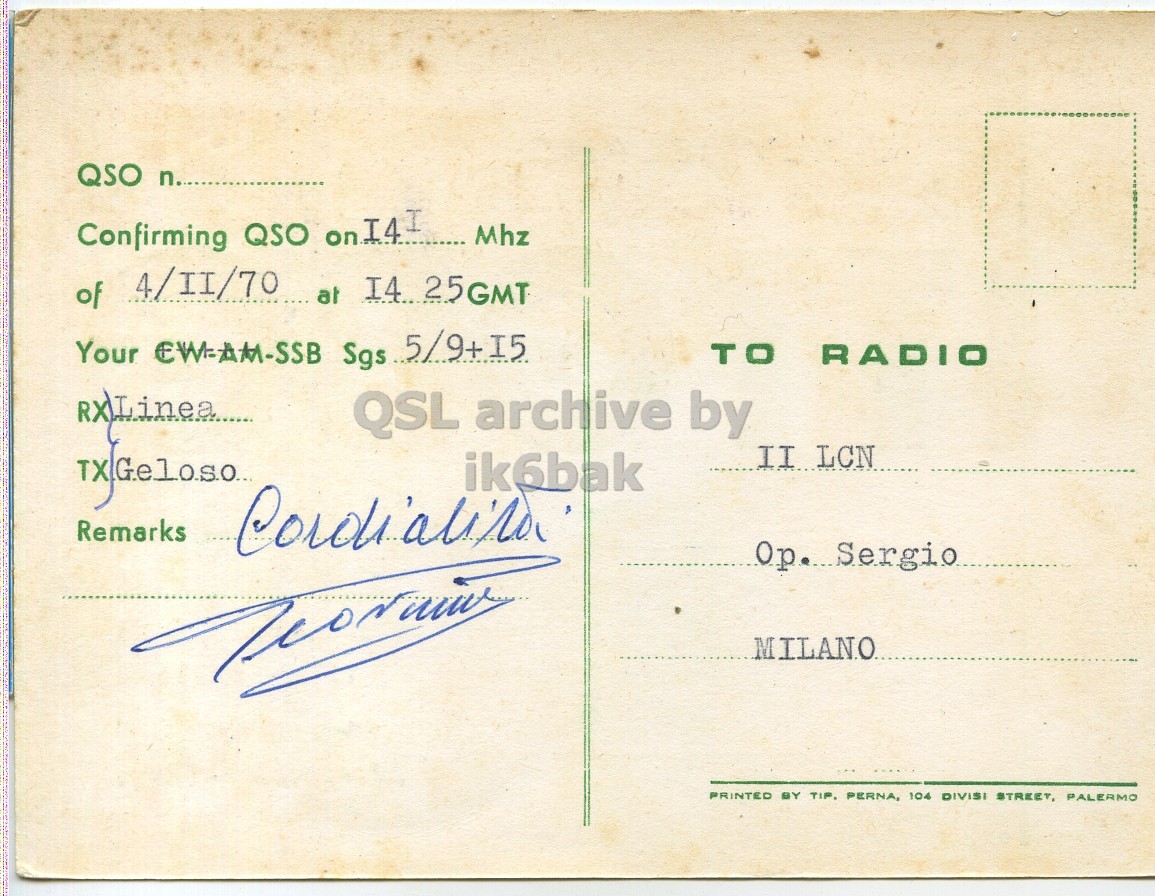 QSO n..................
Confirming QSO on I4I Mhz
of 4/II/70 at I4 25 GMT
Your CW-AM-SSB Sgs 5/9+I5
RX Linea
TX Geloso
Remarks Cordialità
TO RADIO
II LCN
Op. Sergio
MILANO
PRINTED BY TIP. PERNA, 104 DIVISI STREET, PALERMO
QSL archive by
ik6bak